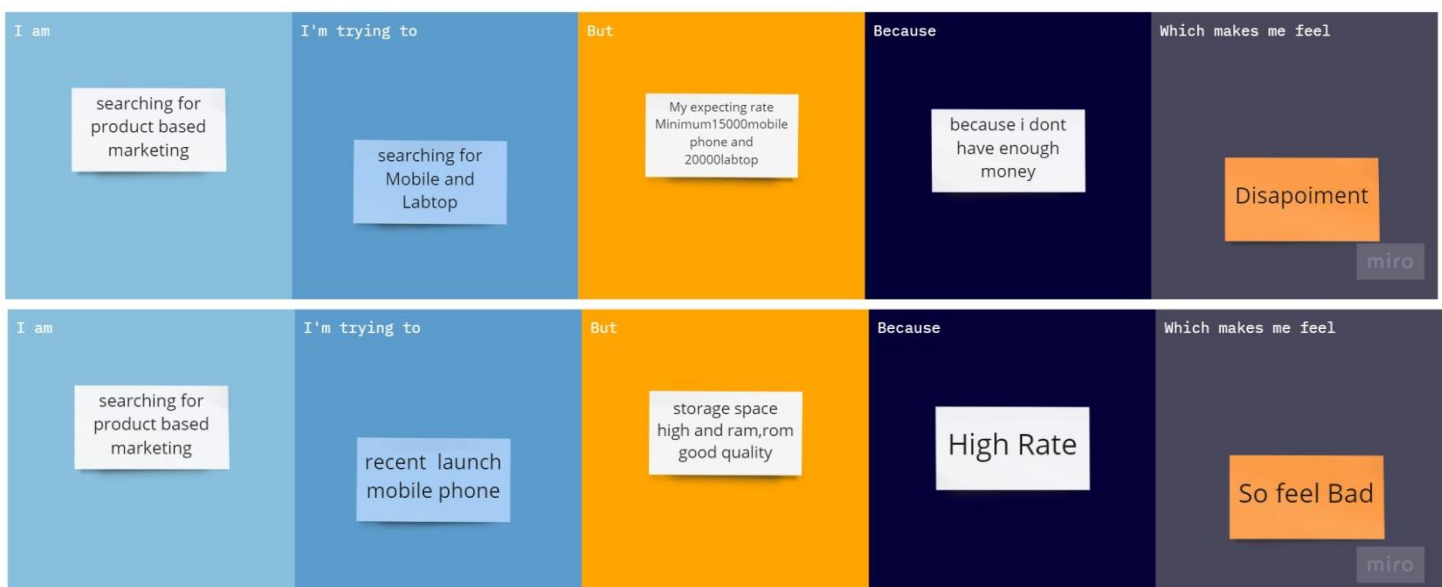 I am
I'm trying to
But
Because
Which makes me feel
searching for
product based
marketing
searching for
Mobile and
Labtop
My expecting rate
Minimum15000mobile
phone and
20000labtop
because i dont
have enough
money
Disapoiment
miro
I am
I'm trying to
But
Because
Which makes me feel
searching for
product based
marketing
recent launch
mobile phone
storage space
high and ram,rom
good quality
High Rate
So feel Bad
miro